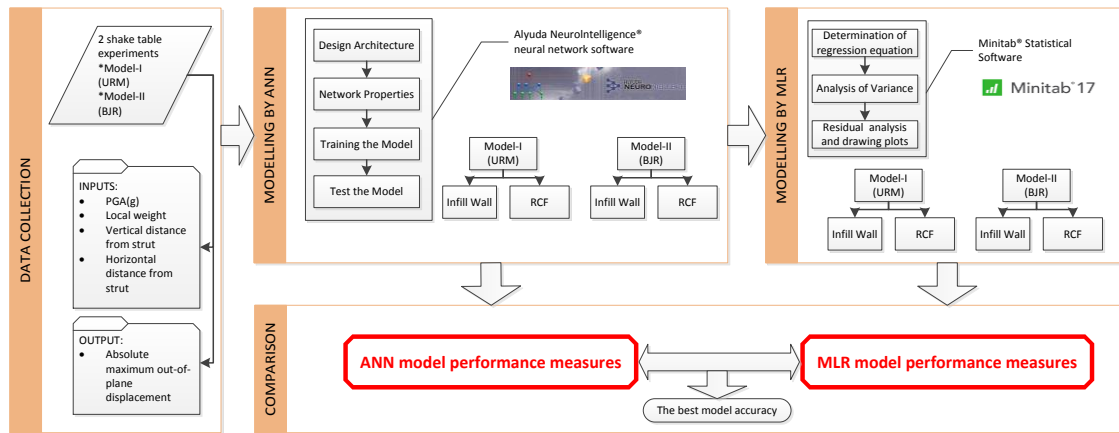 DATA COLLECTION
2 shake table
experiments
*Model-I
(URM)
*Model-II
(BJR)
INPUTS:
• PGA(g)
• Local weight
• Vertical distance
from strut
• Horizontal
distance from
strut
OUTPUT:
• Absolute
maximum out-of-
plane
displacement
MODELLING BY ANN
Design Architecture
Network Properties
Training the Model
Test the Model
Alyuda NeuroIntelligence®
neural network software
Model-I
(URM)
Infill Wall
RCF
Model-II
(BJR)
Infill Wall
RCF
MODELLING BY MLR
Determination of
regression equation
Analysis of Variance
Residual analysis
and drawing plots
Minitab® Statistical
Software
Minitab® 17
Model-I
(URM)
Infill Wall
RCF
Model-II
(BJR)
Infill Wall
RCF
COMPARISON
ANN model performance measures
MLR model performance measures
The best model accuracy